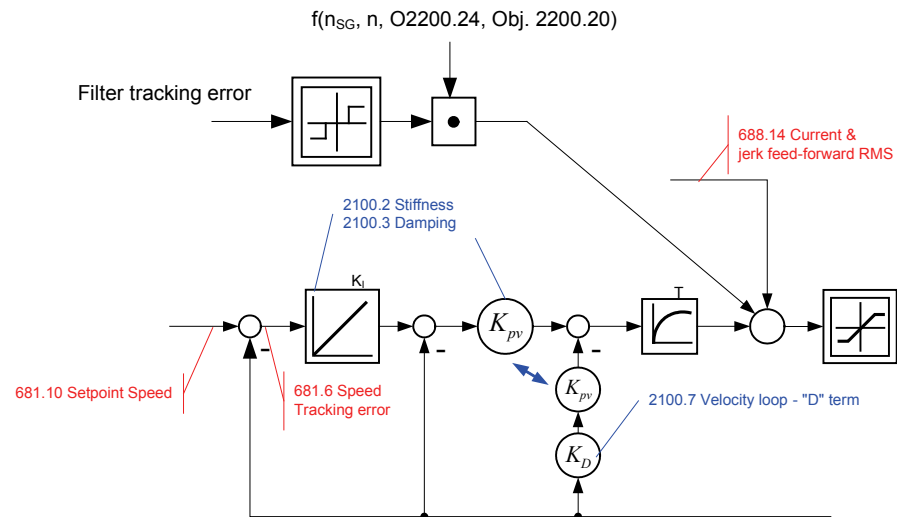 f(nSG, n, O2200.24, Obj. 2200.20)
Filter tracking error
688.14 Current &
jerk feed-forward RMS
2100.2 Stiffness
2100.3 Damping
KI
T
Kpv
-
-
-
681.10 Setpoint Speed
681.6 Speed
Tracking error
Kpv
2100.7 Velocity loop - "D" term
KD